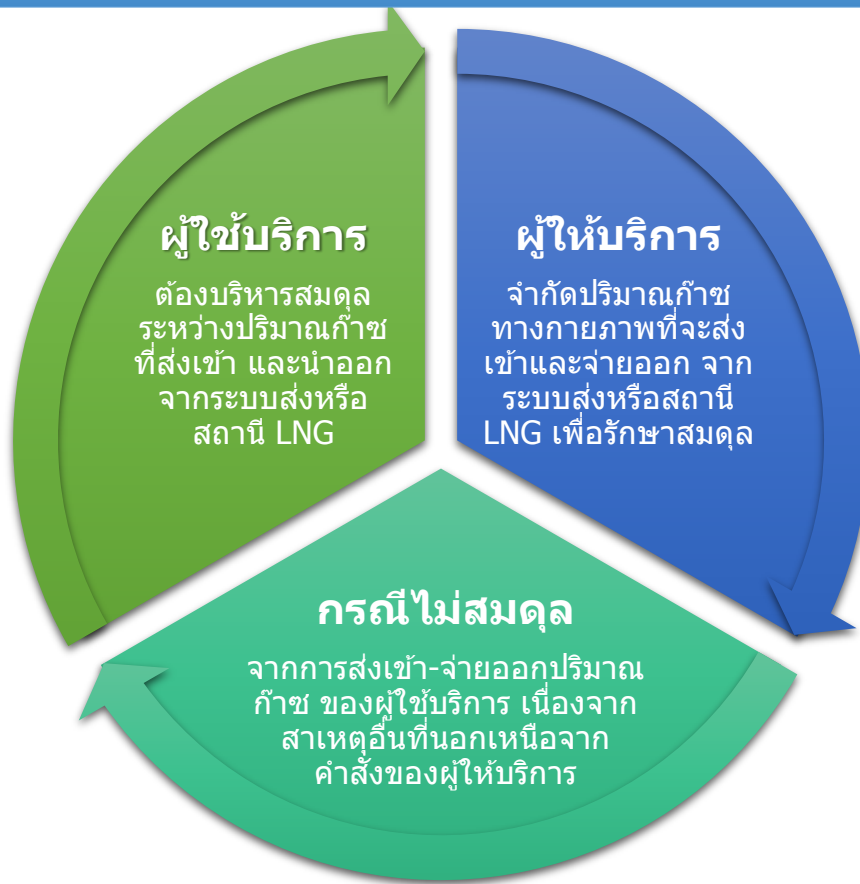 ผู้ใช้บริการ
ต้องบริหารสมดุล
ระหว่างปริมาณก๊าซ
ที่ส่งเข้า และนำออก
จากระบบส่งหรือ
สถานี LNG
ผู้ให้บริการ
จำกัดปริมาณก๊าซ
ทางกายภาพที่จะส่ง
เข้าและจ่ายออก จาก
ระบบส่งหรือสถานี
LNG เพื่อรักษาสมดุล
กรณีไม่สมดุล
จากการส่งเข้า-จ่ายออกปริมาณ
ก๊าซ ของผู้ใช้บริการ เนื่องจาก
สาเหตุอื่นที่นอกเหนือจาก
คำสั่งของผู้ให้บริการ